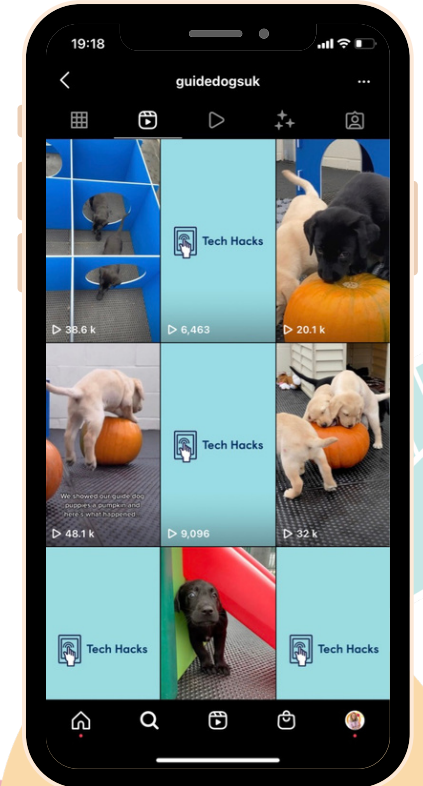 19:18
guidedogsuk
Tech Hacks
38.6 k
6,463
20.1 k
Tech Hacks
We showed our guide dog
puppies a pumpkin and
here's what happened...
48.1 k
9,096
32 k
Tech Hacks
Tech Hacks